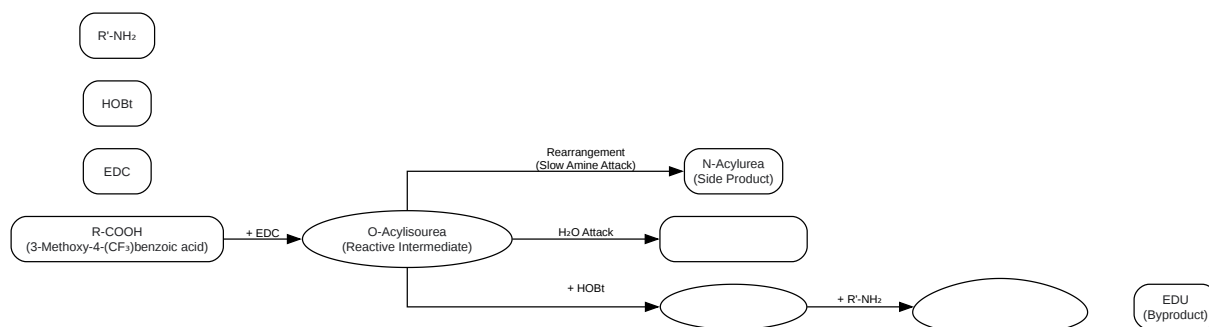 R'-NH₂
HOBt
EDC
Rearrangement
(Slow Amine Attack)
N-Acylurea
(Side Product)
R-COOH
(3-Methoxy-4-(CF₃)benzoic acid)
+ EDC
O-Acylisourea
(Reactive Intermediate)
H₂O Attack
+ HOBt
+ R'-NH₂
EDU
(Byproduct)